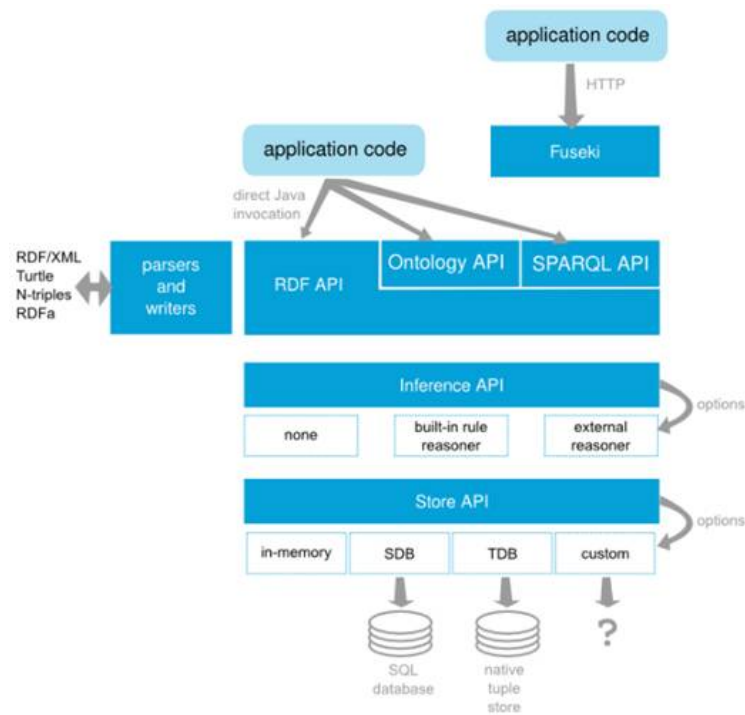 application code
HTTP
Fuseki
application code
direct Java
invocation
RDF/XML
Turtle
N-triples
RDFa
parsers
and
writers
RDF API
Ontology API
SPARQL API
Inference API
options
none
built-in rule
reasoner
external
reasoner
Store API
options
in-memory
SDB
TDB
custom
SQL
database
native
tuple
store
?